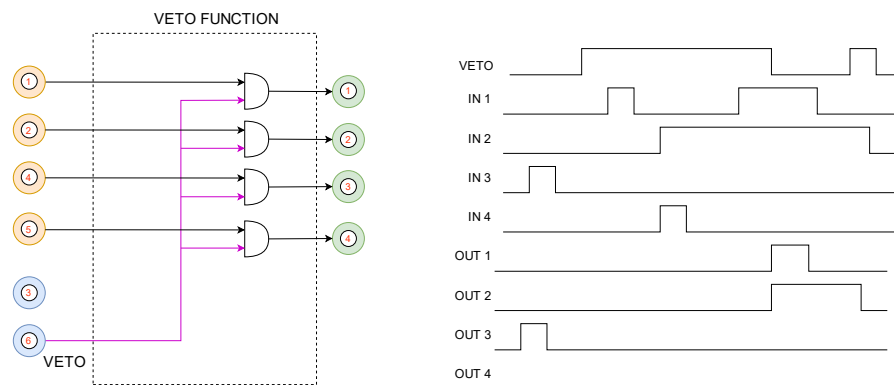 VETO FUNCTION
1
1
2
2
4
3
5
4
3
6
VETO
VETO
IN 1
IN 2
IN 3
IN 4
OUT 1
OUT 2
OUT 3
OUT 4